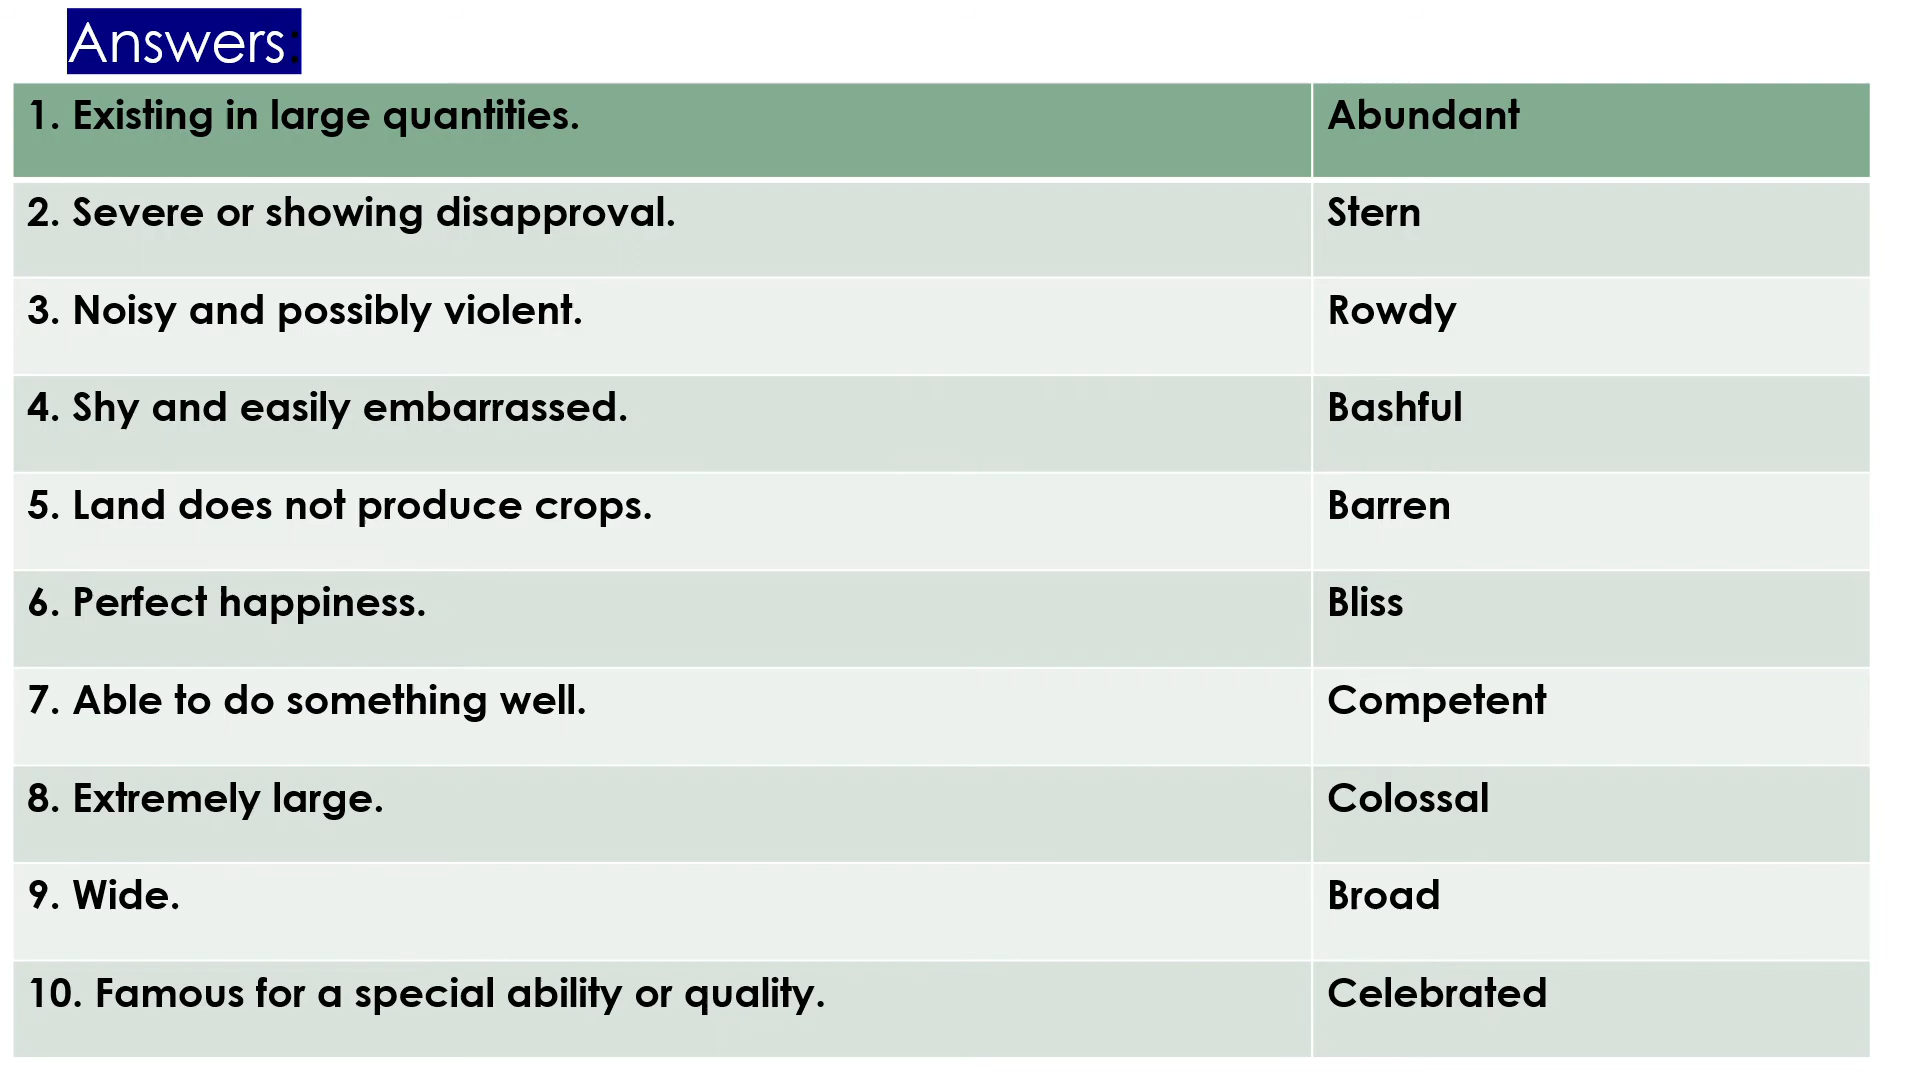 Answers:
1. Existing in large quantities. Abundant
2. Severe or showing disapproval. Stern
3. Noisy and possibly violent. Rowdy
4. Shy and easily embarrassed. Bashful
5. Land does not produce crops. Barren
6. Perfect happiness. Bliss
7. Able to do something well. Competent
8. Extremely large. Colossal
9. Wide. Broad
10. Famous for a special ability or quality. Celebrated